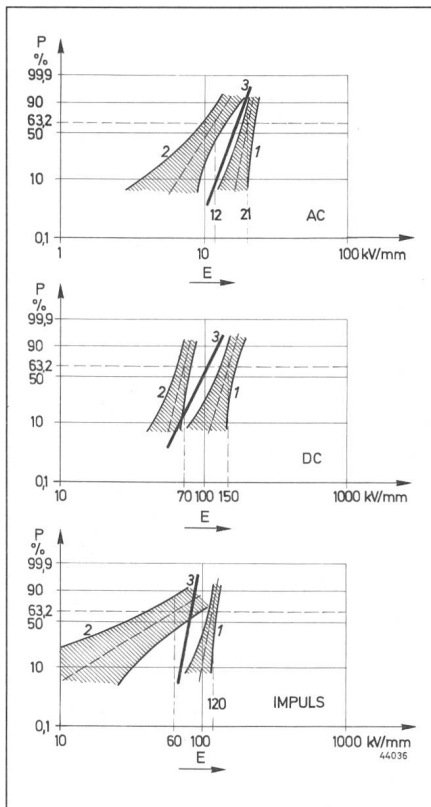 P
%
99,9
90
63,2
50
10
0,1
2
3
1
12 21 AC
1 10 100 kV/mm
E
P
%
99,9
90
63,2
50
10
0,1
2
3
1
DC
10 70 100 150 1000 kV/mm
E
P
%
99,9
90
63,2
50
10
0,1
2
3
1
120 IMPULS
10 60 100 1000 kV/mm
E
44036